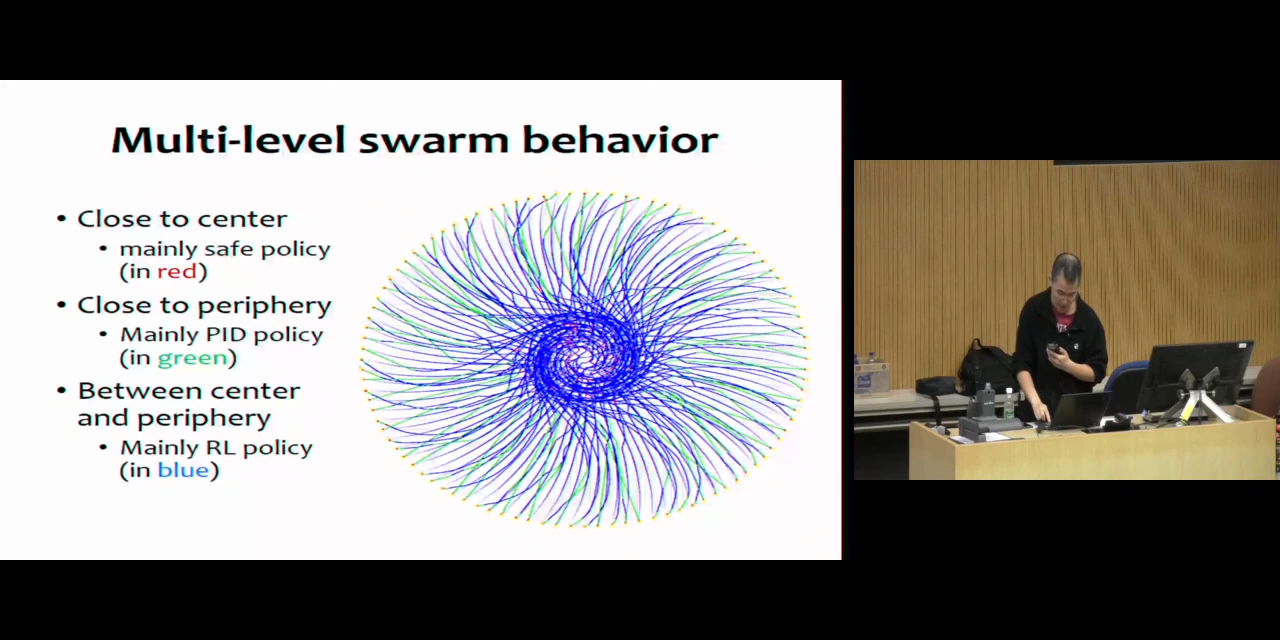 Multi-level swarm behavior
• Close to center
• mainly safe policy
(in red)
• Close to periphery
• Mainly PID policy
(in green)
• Between center
and periphery
• Mainly RL policy
(in blue)